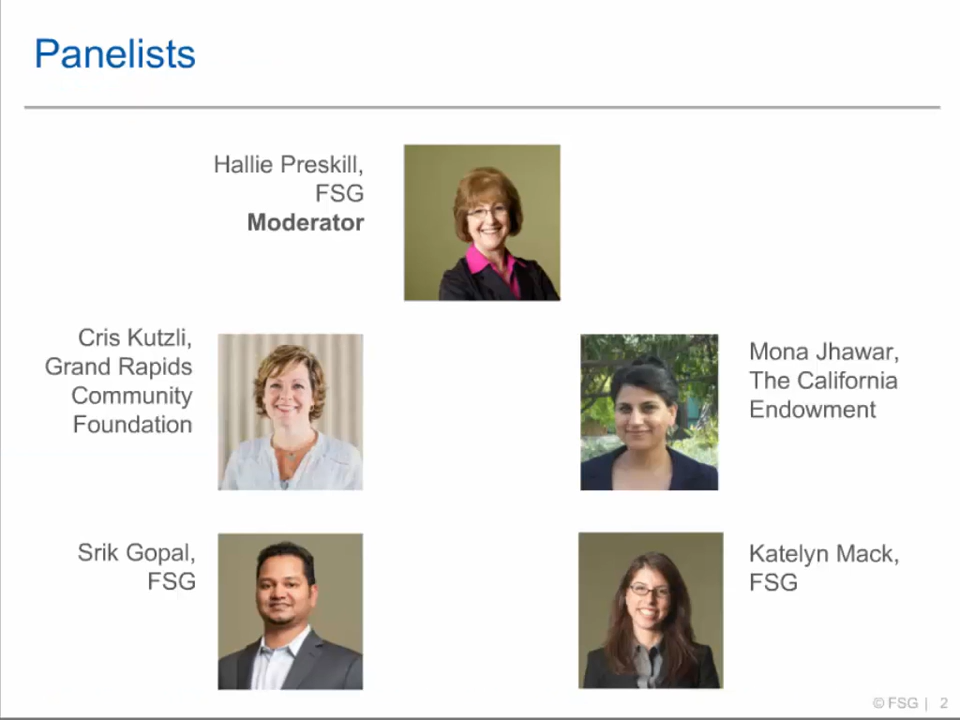 Panelists
Hallie Preskill,
FSG
Moderator
Cris Kutzli,
Grand Rapids
Community
Foundation
Mona Jhawar,
The California
Endowment
Srik Gopal,
FSG
Katelyn Mack,
FSG
© FSG | 2